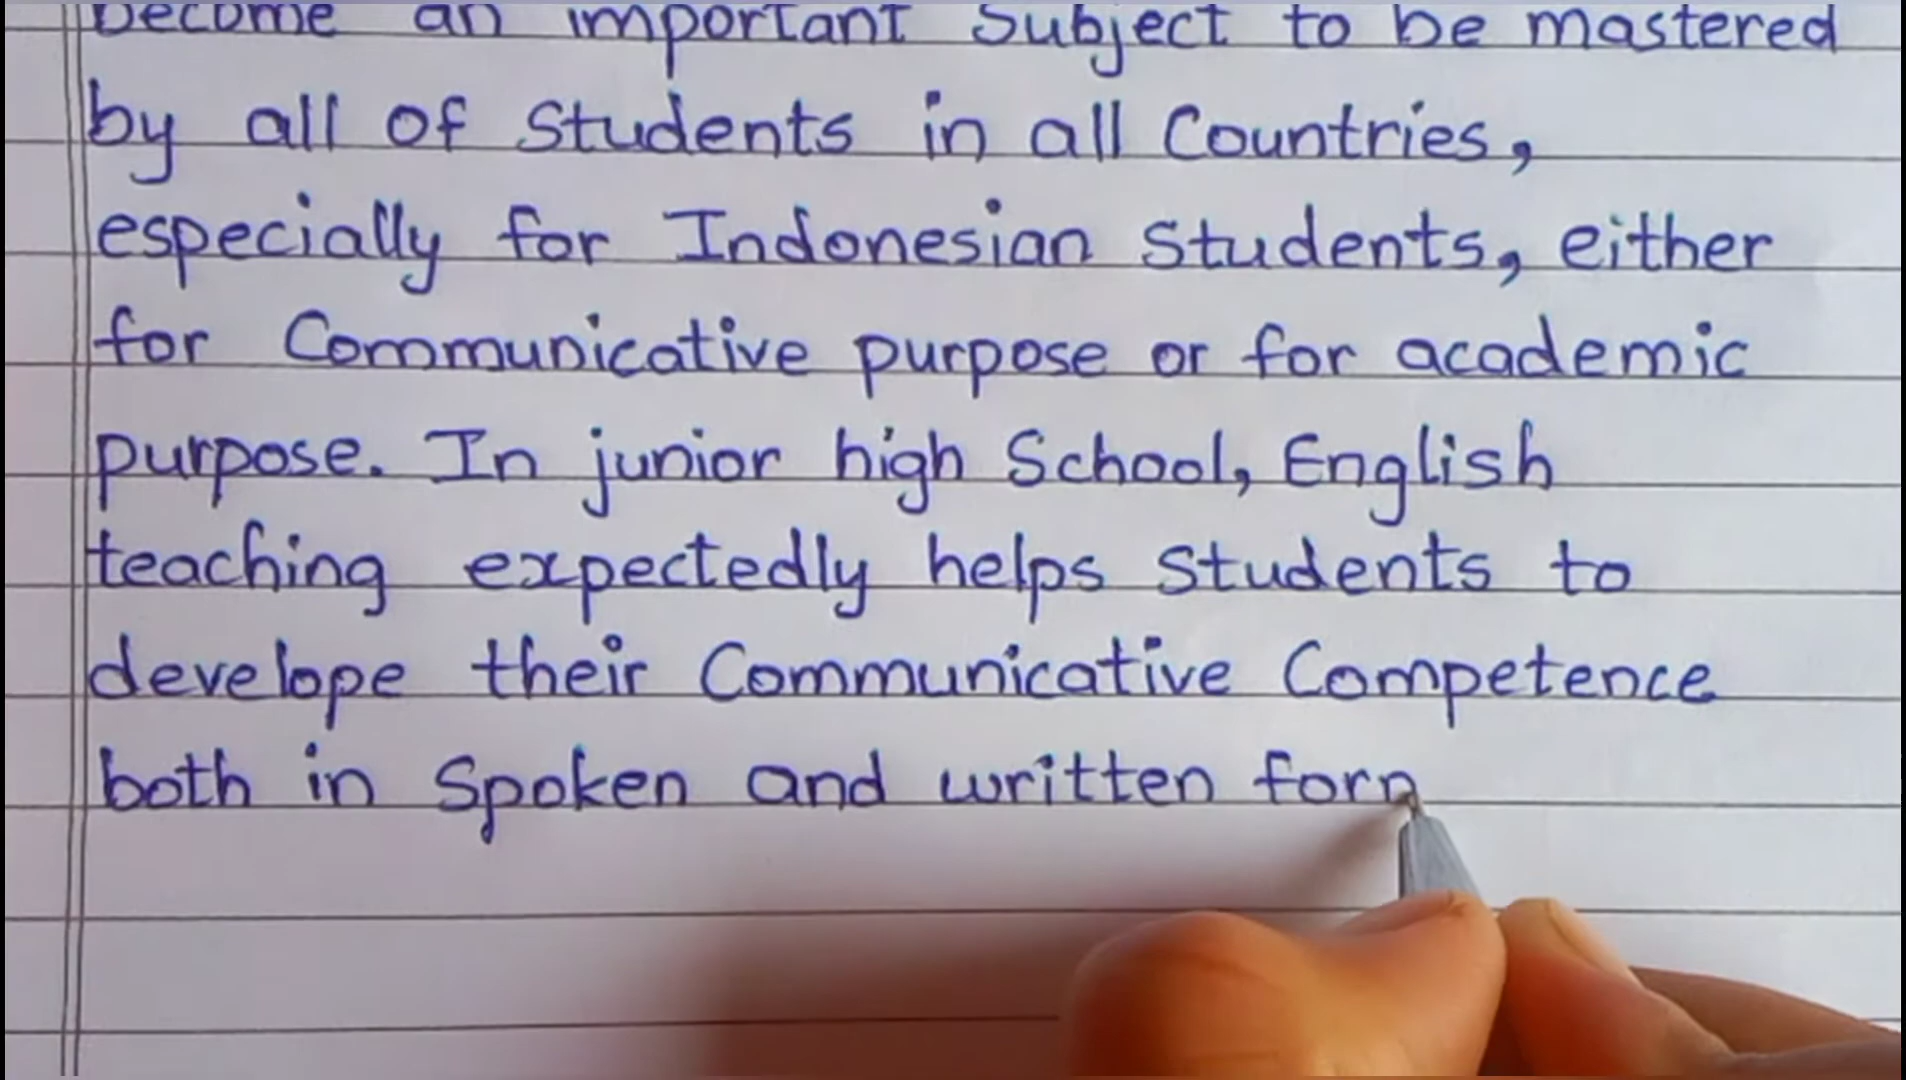 become an important Subject to be mastered
by all of Students in all Countries,
especially for Indonesian Students, either
for Communicative purpose or for academic
purpose. In junior high School, English
teaching expectedly helps Students to
develope their Communicative Competence
both in Spoken and written form